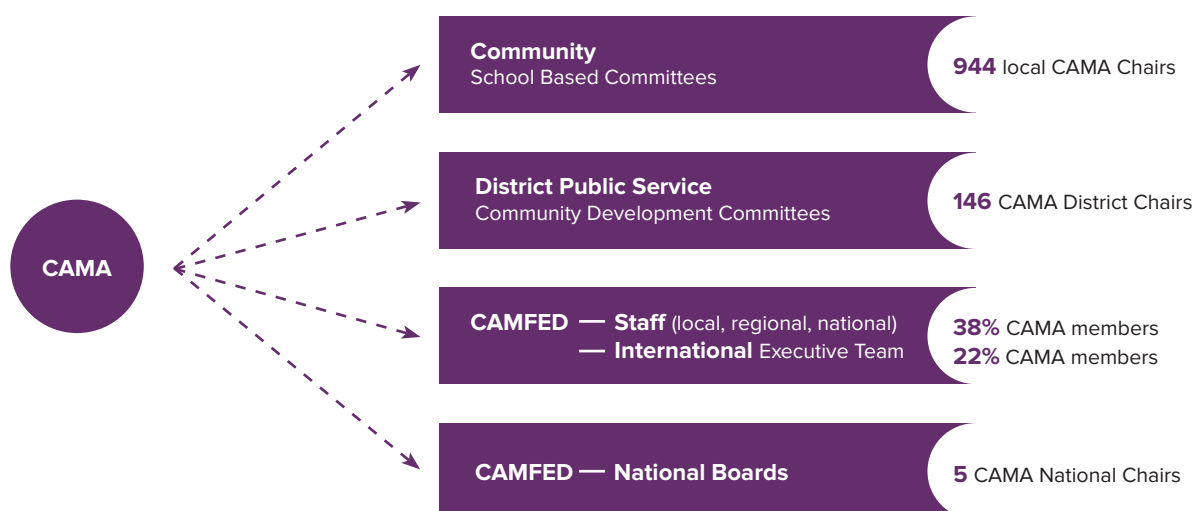 CAMA
Community
School Based Committees
944 local CAMA Chairs
District Public Service
Community Development Committees
146 CAMA District Chairs
CAMFED — Staff (local, regional, national)
— International Executive Team
38% CAMA members
22% CAMA members
CAMFED — National Boards
5 CAMA National Chairs